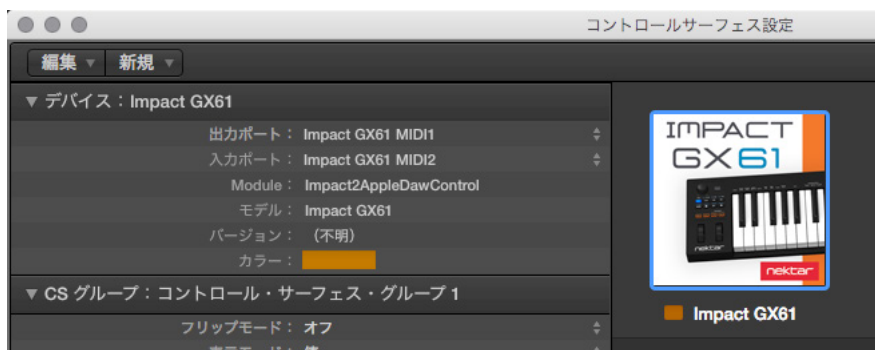 コントロールサーフェス設定
編集 新規
デバイス：Impact GX61
出力ポート： Impact GX61 MIDI1
入力ポート： Impact GX61 MIDI2
Module： Impact2AppleDawControl
モデル： Impact GX61
バージョン： （不明）
カラー：
CS グループ：コントロール・サーフェス・グループ 1
フリップモード： オフ
IMPACT
GX61
nektar
Impact GX61